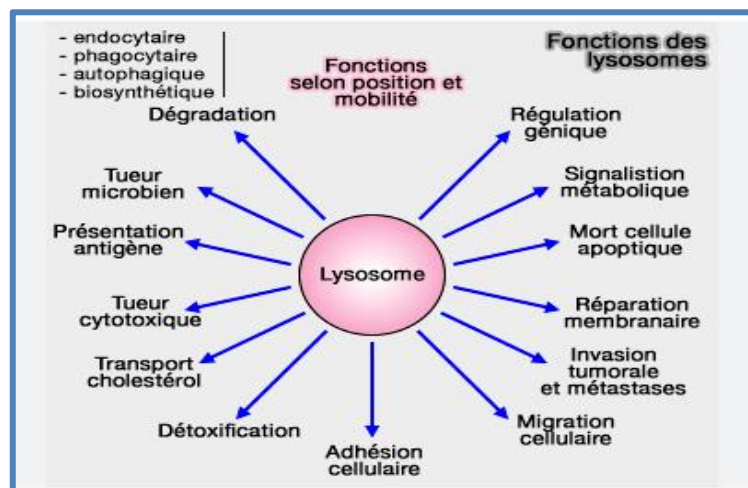 - endocytaire
- phagocytaire
- autophagique
- biosynthétique
Fonctions
selon position et
mobilité
Fonctions des
lysosomes
Dégradation
Régulation
génique
Tueur
microbien
Signalistion
métabolique
Présentation
antigène
Mort cellule
apoptique
Lysosome
Tueur
cytotoxique
Réparation
membranaire
Transport
cholestérol
Invasion
tumorale
et métastases
Détoxification
Migration
cellulaire
Adhésion
cellulaire